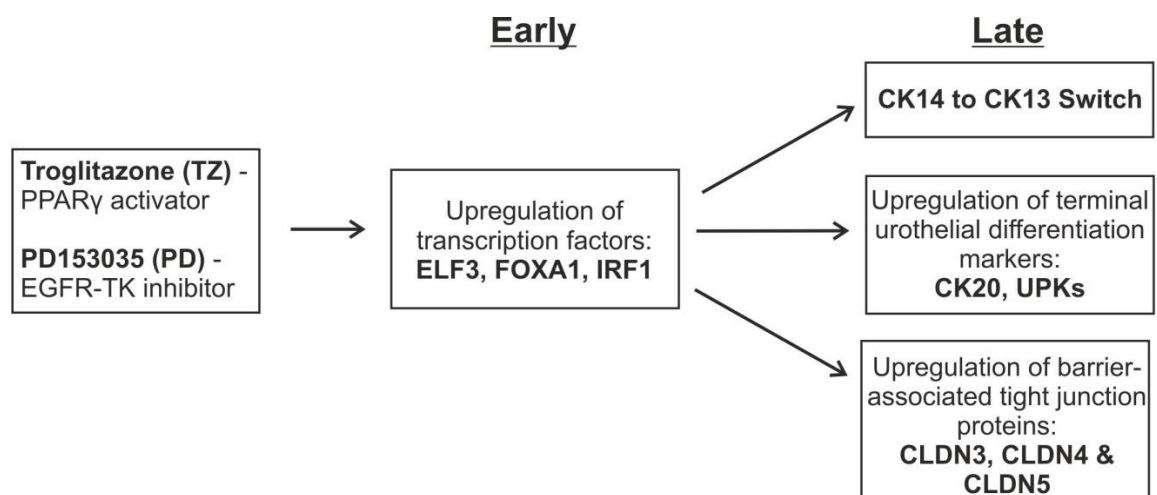 Early
Late
Troglitazone (TZ) -
PPARγ activator
PD153035 (PD) -
EGFR-TK inhibitor
Upregulation of
transcription factors:
ELF3, FOXA1, IRF1
CK14 to CK13 Switch
Upregulation of terminal
urothelial differentiation
markers:
CK20, UPKs
Upregulation of barrier-
associated tight junction
proteins:
CLDN3, CLDN4 &
CLDN5